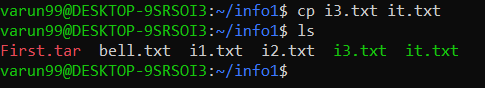 varun99@DESKTOP-9SRSOI3:~/info1$ cp i3.txt it.txt
varun99@DESKTOP-9SRSOI3:~/info1$ ls
First.tar  bell.txt  i1.txt  i2.txt  i3.txt  it.txt
varun99@DESKTOP-9SRSOI3:~/info1$